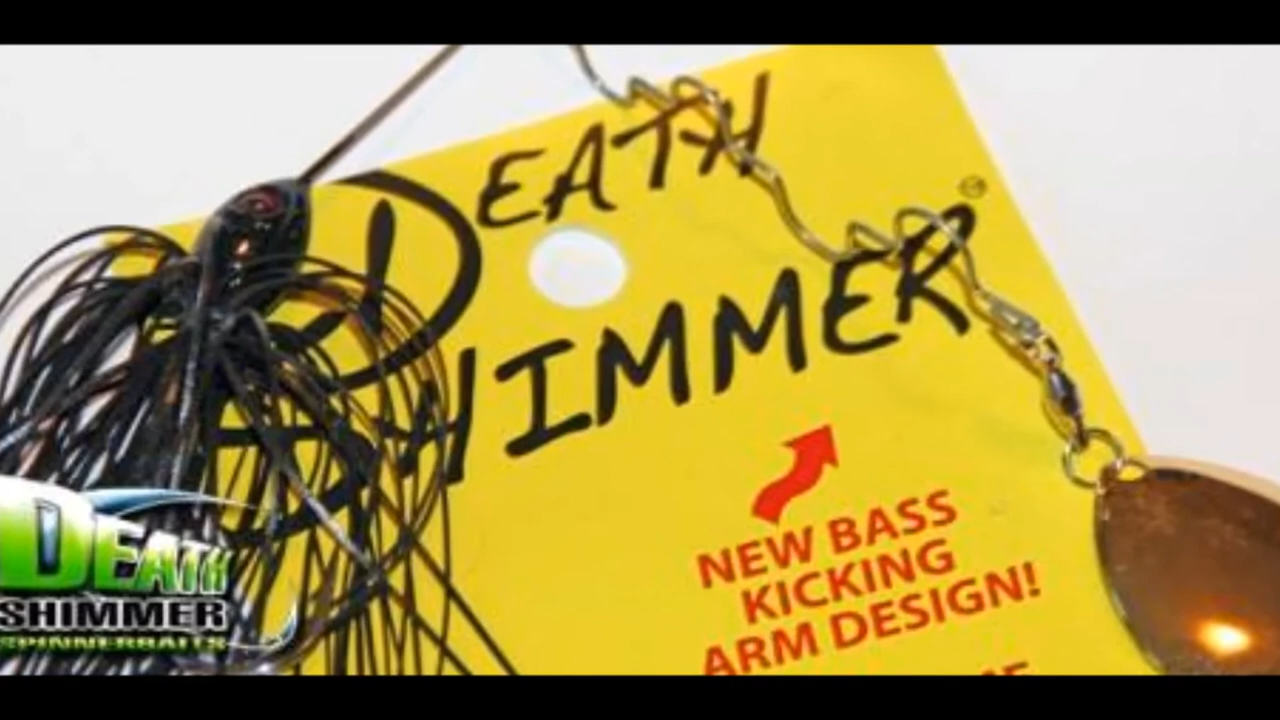 DEATH
SHIMMER
®
NEW BASS
KICKING
ARM DESIGN!
DEATH
SHIMMER
SPINNERBAITS